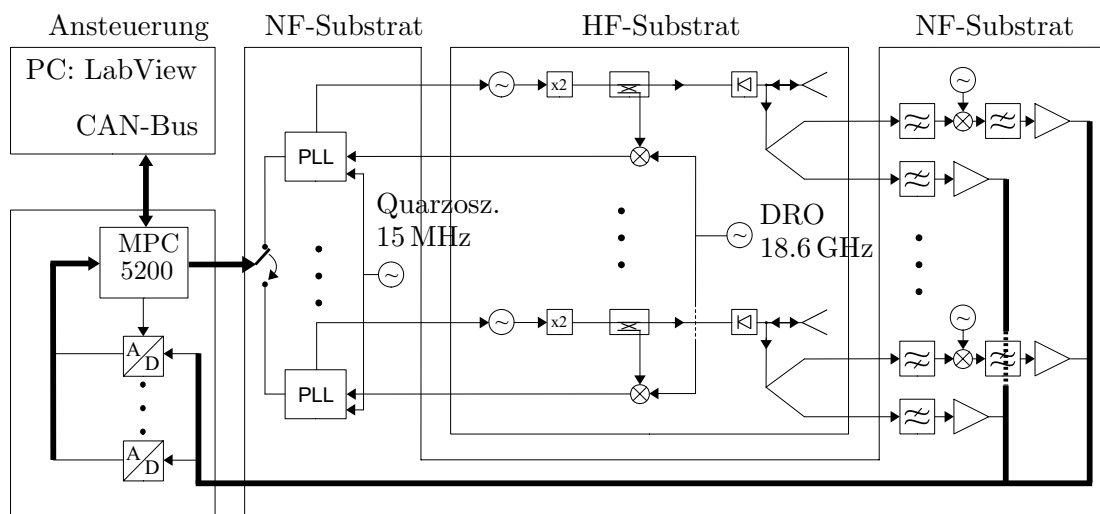 Ansteuerung
NF-Substrat
HF-Substrat
NF-Substrat
PC: LabView
CAN-Bus
x2
PLL
Quarzosz.
15 MHz
DRO
18.6 GHz
MPC
5200
x2
A
D
PLL
A
D